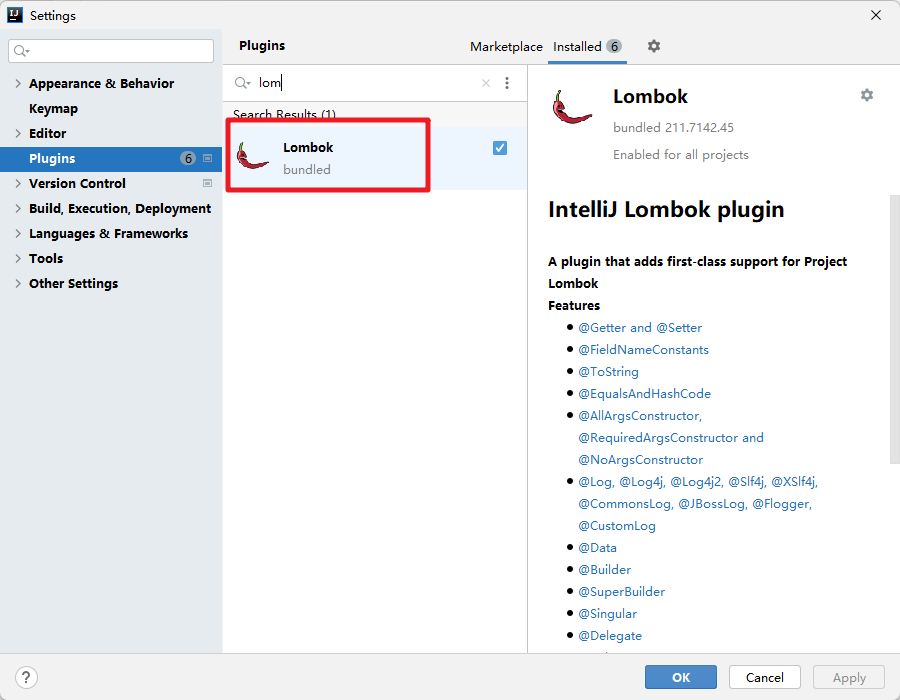 Settings
Plugins
Marketplace
Installed 6
Appearance & Behavior
Keymap
Editor
Plugins 6
Version Control
Build, Execution, Deployment
Languages & Frameworks
Tools
Other Settings
lom
Search Results (1)
Lombok
bundled
Lombok
bundled 211.7142.45
Enabled for all projects
IntelliJ Lombok plugin
A plugin that adds first-class support for Project
Lombok
Features
@Getter and @Setter
@FieldNameConstants
@ToString
@EqualsAndHashCode
@AllArgsConstructor,
@RequiredArgsConstructor and
@NoArgsConstructor
@Log, @Log4j, @Log4j2, @Slf4j, @XSlf4j,
@CommonsLog, @JBossLog, @Flogger,
@CustomLog
@Data
@Builder
@SuperBuilder
@Singular
@Delegate
?
OK
Cancel
Apply